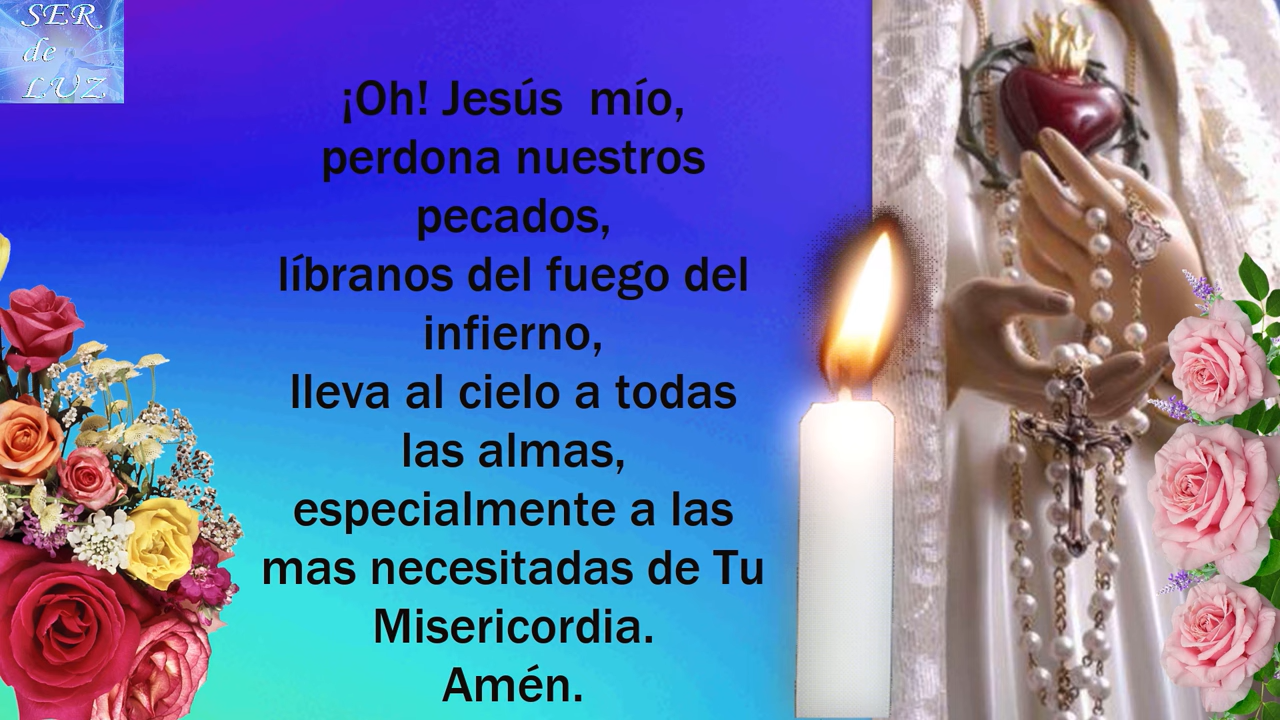 SER
de
LUZ
¡Oh! Jesús  mío,
perdona nuestros
pecados,
líbranos del fuego del
infierno,
lleva al cielo a todas
las almas,
especialmente a las
mas necesitadas de Tu
Misericordia.
Amén.